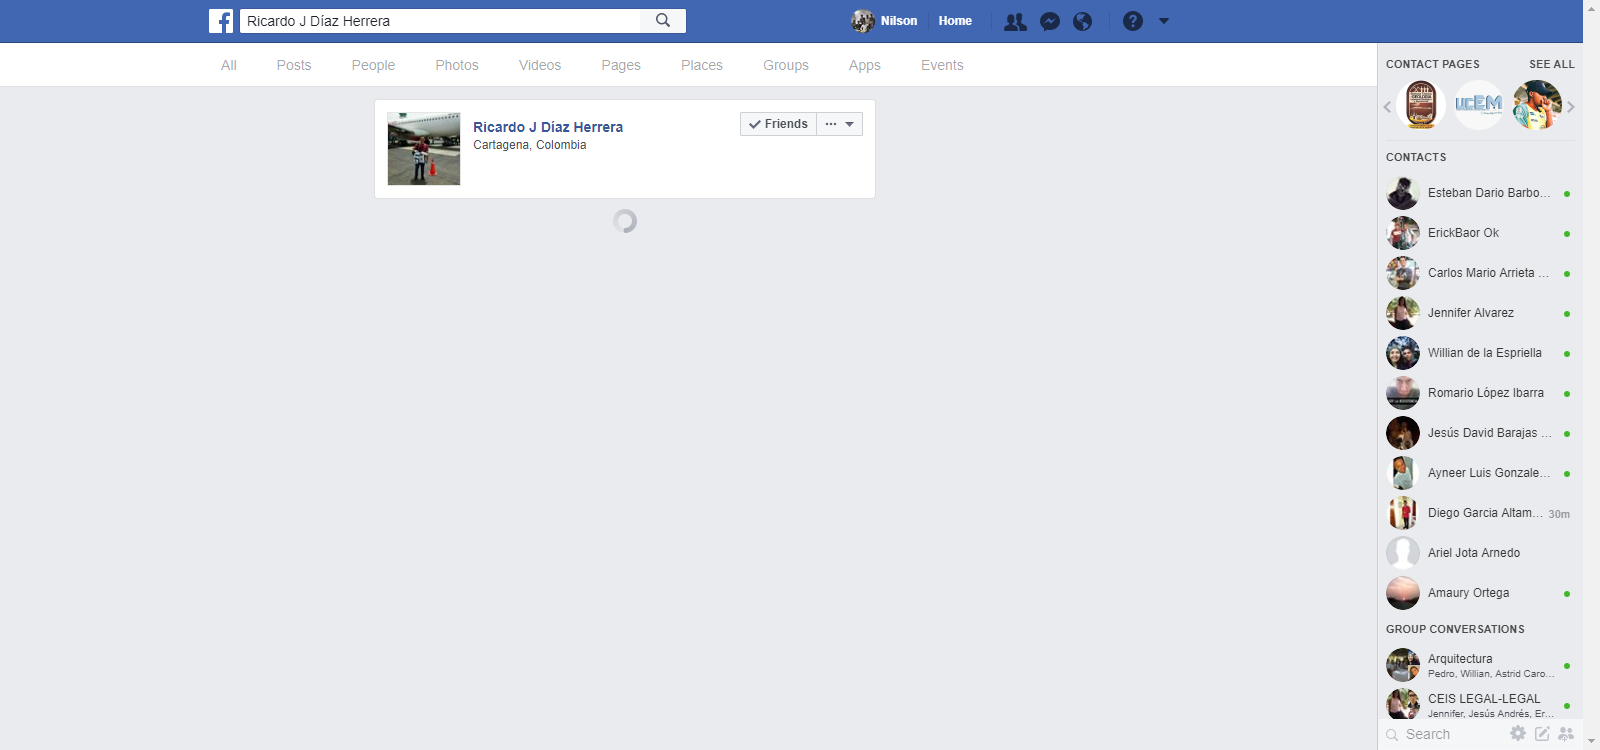 Ricardo J Díaz Herrera
Nilson
Home
All
Posts
People
Photos
Videos
Pages
Places
Groups
Apps
Events
Ricardo J Díaz Herrera
Cartagena, Colombia
Friends
CONTACT PAGES
SEE ALL
UCEM
CONTACTS
Esteban Dario Barbo...
ErickBaor Ok
Carlos Mario Arrieta ...
Jennifer Alvarez
Willian de la Espriella
Romario López Ibarra
Jesús David Barajas ...
Ayneer Luis Gonzale...
Diego Garcia Altam...
30m
Ariel Jota Arnedo
Amaury Ortega
GROUP CONVERSATIONS
Arquitectura
Pedro, Willian, Astrid Caro...
CEIS LEGAL-LEGAL
Jennifer, Jesús Andrés, Er...
Search